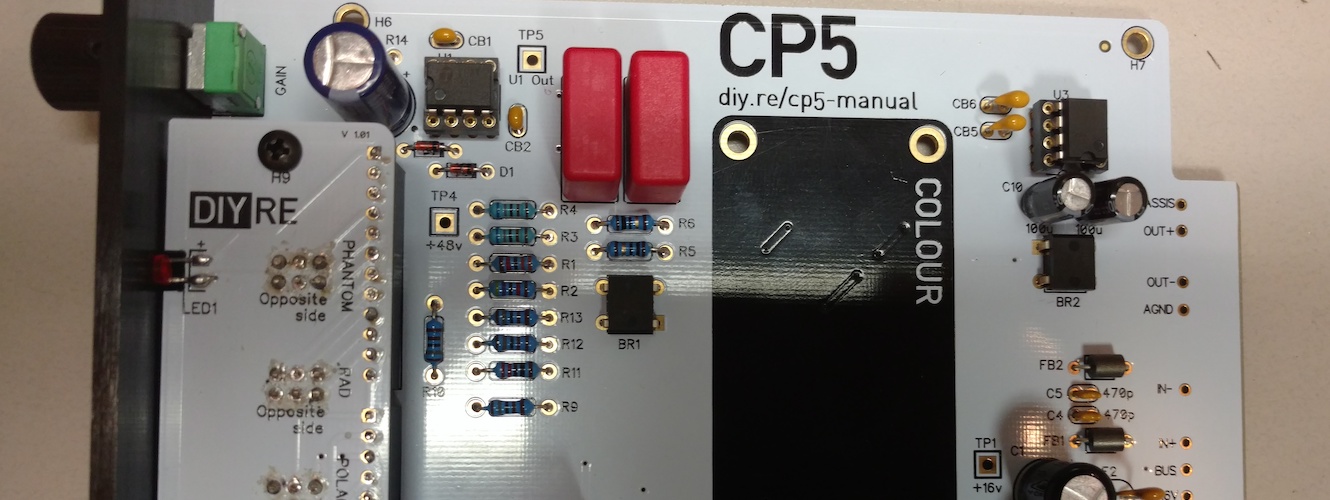 H6
R14
+
CB1
TP5
U1 Out
CP5
diy.re/cp5-manual
H7
GAIN
CB2
CB6
CB5
U3
V 1.01
H9
D1
C10
DIYRE
TP4
+48v
R4
R3
R1
R2
R13
R12
R11
R9
R10
R6
R5
BR1
COLOUR
100u
100u
OUT+
BR2
OUT-
AGND
+
LED1
PHANTOM
Opposite
side
FB2
C5
470p
C4
470p
FB1
IN-
IN+
BUS
PAD
Opposite
side
TP1
+16v